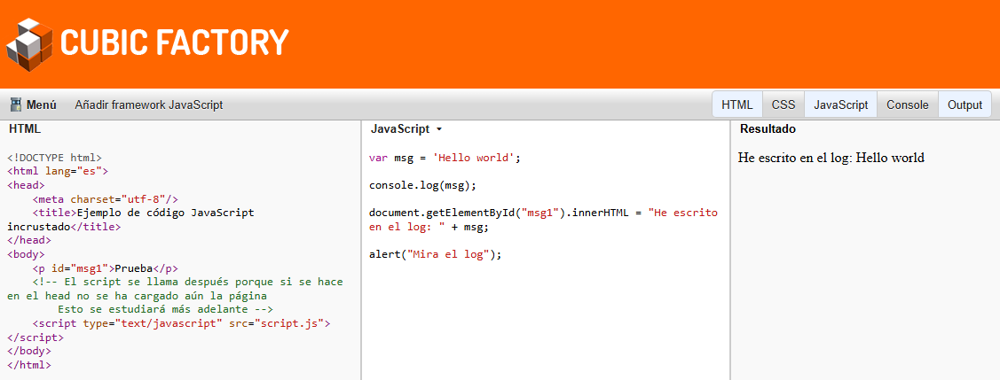 CUBIC FACTORY
Menú Añadir framework JavaScript HTML CSS JavaScript Console Output
HTML
<!DOCTYPE html>
<html lang="es">
<head>
<meta charset="utf-8"/>
<title>Ejemplo de código JavaScript
incrustado</title>
</head>
<body>
<p id="msg1">Prueba</p>
<!-- El script se llama después porque si se hace
en el head no se ha cargado aún la página
Esto se estudiará más adelante -->
<script type="text/javascript" src="script.js">
</script>
</body>
</html>
JavaScript
var msg = 'Hello world';
console.log(msg);
document.getElementById("msg1").innerHTML = "He escrito
en el log: " + msg;
alert("Mira el log");
Resultado
He escrito en el log: Hello world